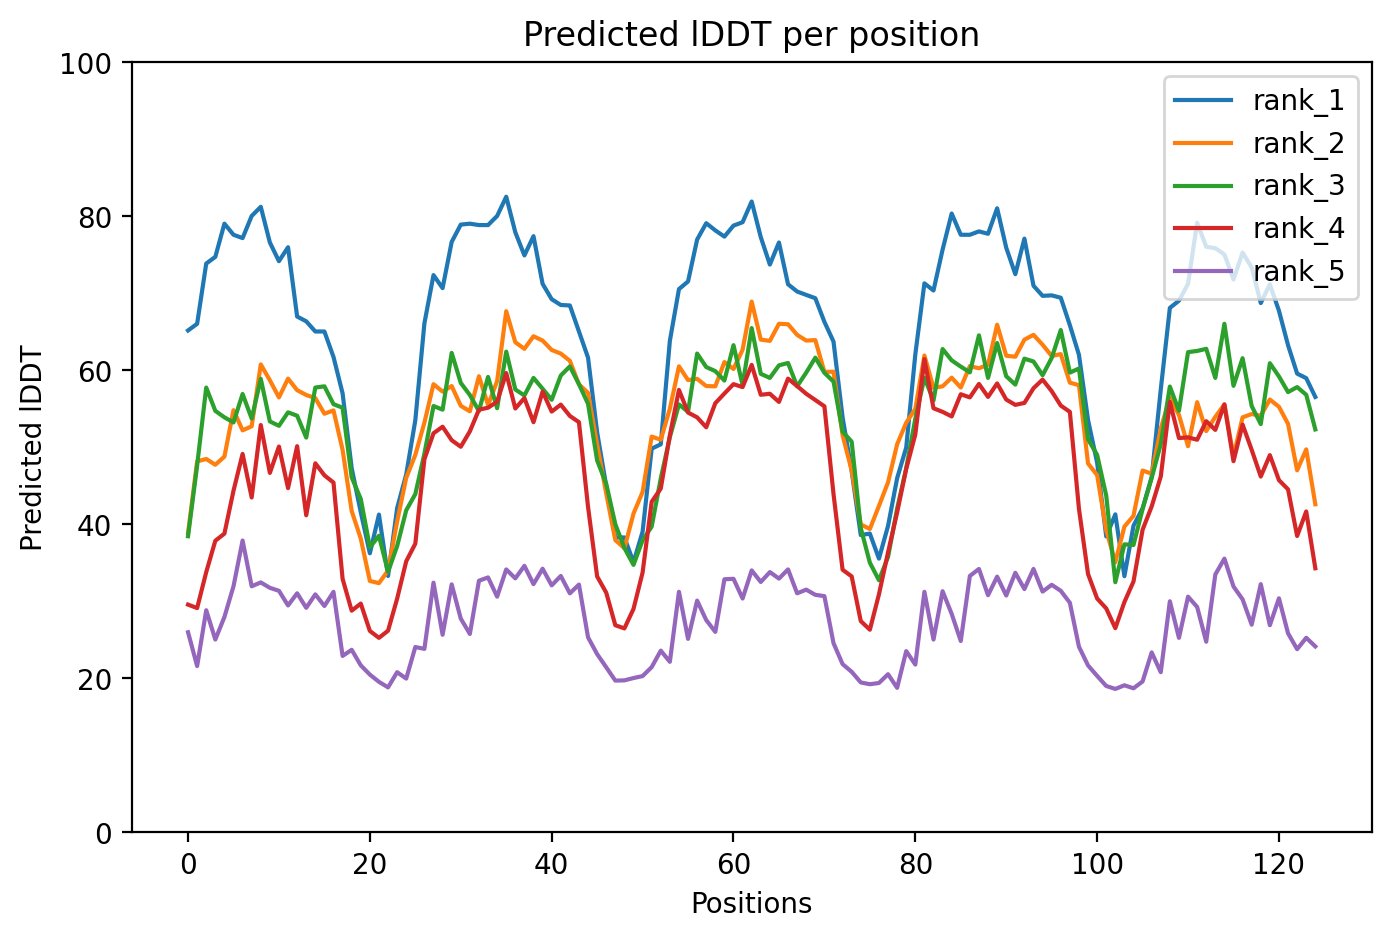 Predicted lDDT per position
100
80
60
40
20
0
Predicted lDDT
0 20 40 60 80 100 120
Positions
rank_1
rank_2
rank_3
rank_4
rank_5